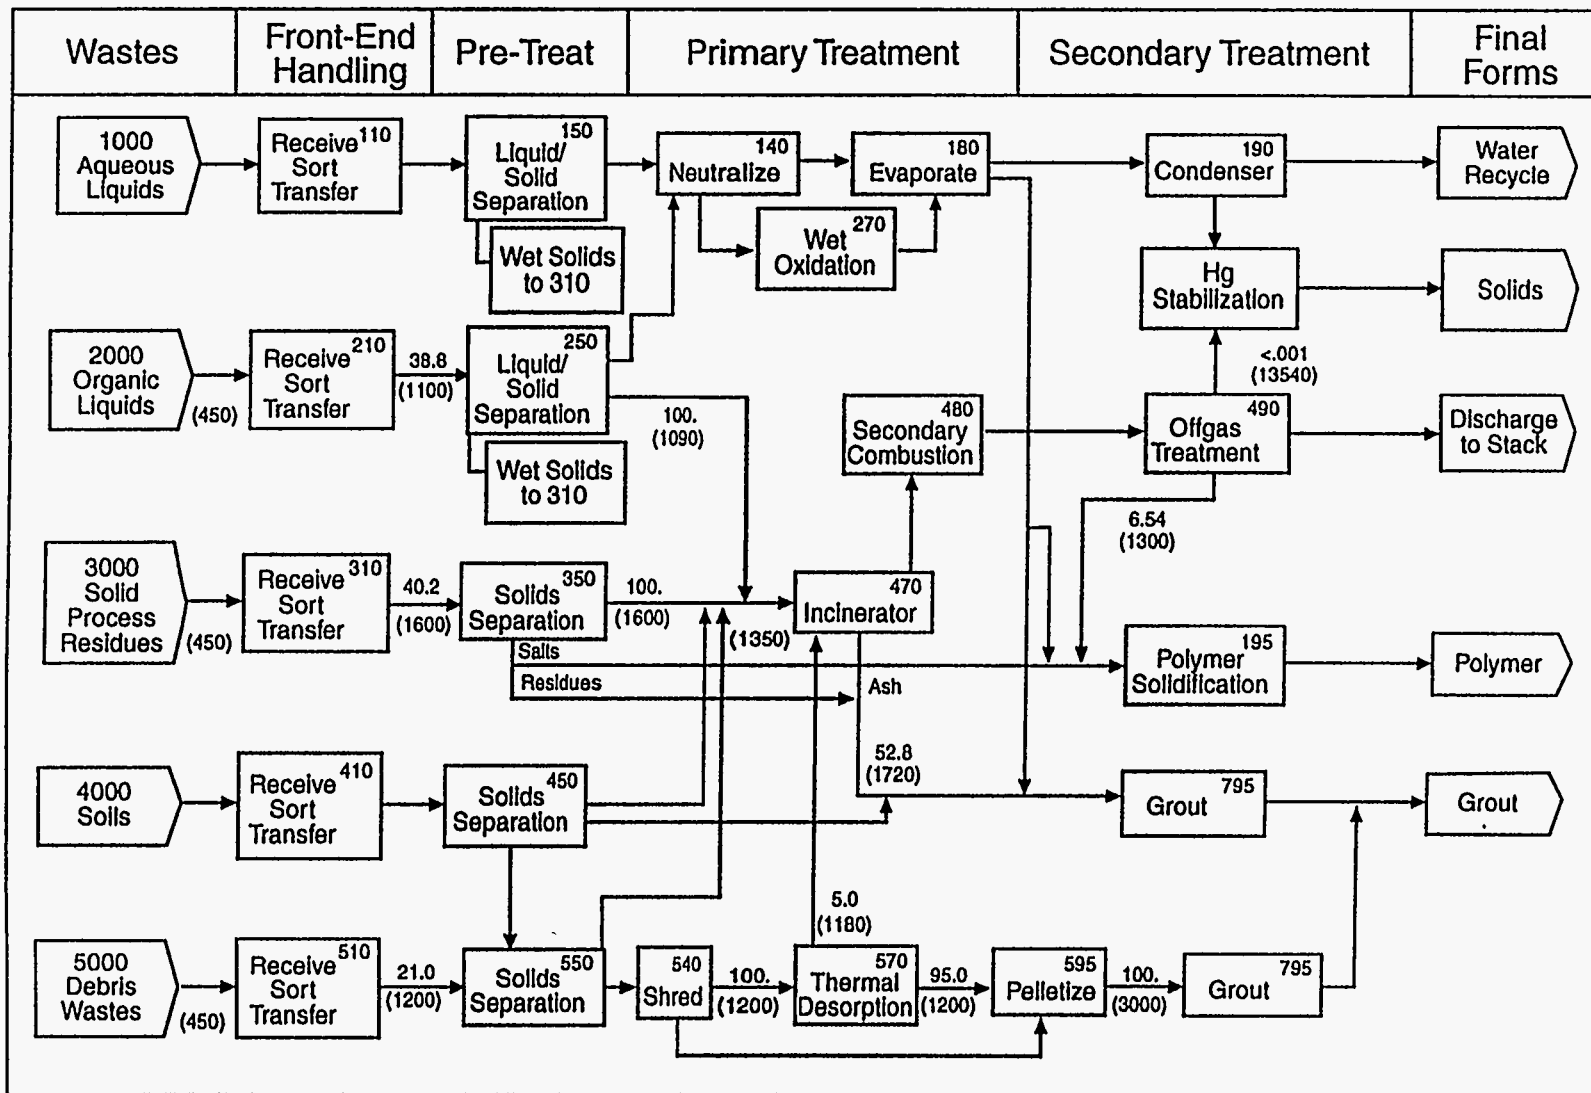 Wastes
Front-End
Handling
Pre-Treat
Primary Treatment
Secondary Treatment
Final
Forms
1000
Aqueous
Liquids
Receive 110
Sort
Transfer
150
Liquid/
Solid
Separation
Wet Solids
to 310
140
Neutralize
180
Evaporate
270
Wet
Oxidation
190
Condenser
Water
Recycle
Hg
Stabilization
Solids
2000
Organic
Liquids
(450)
Receive 210
Sort
Transfer
38.8
(1100)
250
Liquid/
Solid
Separation
Wet Solids
to 310
100.
(1090)
480
Secondary
Combustion
<.001
(13540)
490
Offgas
Treatment
Discharge
to Stack
6.54
(1300)
3000
Solid
Process
Residues
(450)
Receive 310
Sort
Transfer
40.2
(1600)
350
Solids
Separation
100.
(1600)
(1350)
Salts
Residues
470
Incinerator
Ash
195
Polymer
Solidification
Polymer
4000
Soils
Receive 410
Sort
Transfer
450
Solids
Separation
52.8
(1720)
795
Grout
Grout
5000
Debris
Wastes
(450)
Receive 510
Sort
Transfer
21.0
(1200)
550
Solids
Separation
540
Shred
100.
(1200)
5.0
(1180)
570
Thermal
Desorption
95.0
(1200)
595
Pelletize
100.
(3000)
795
Grout